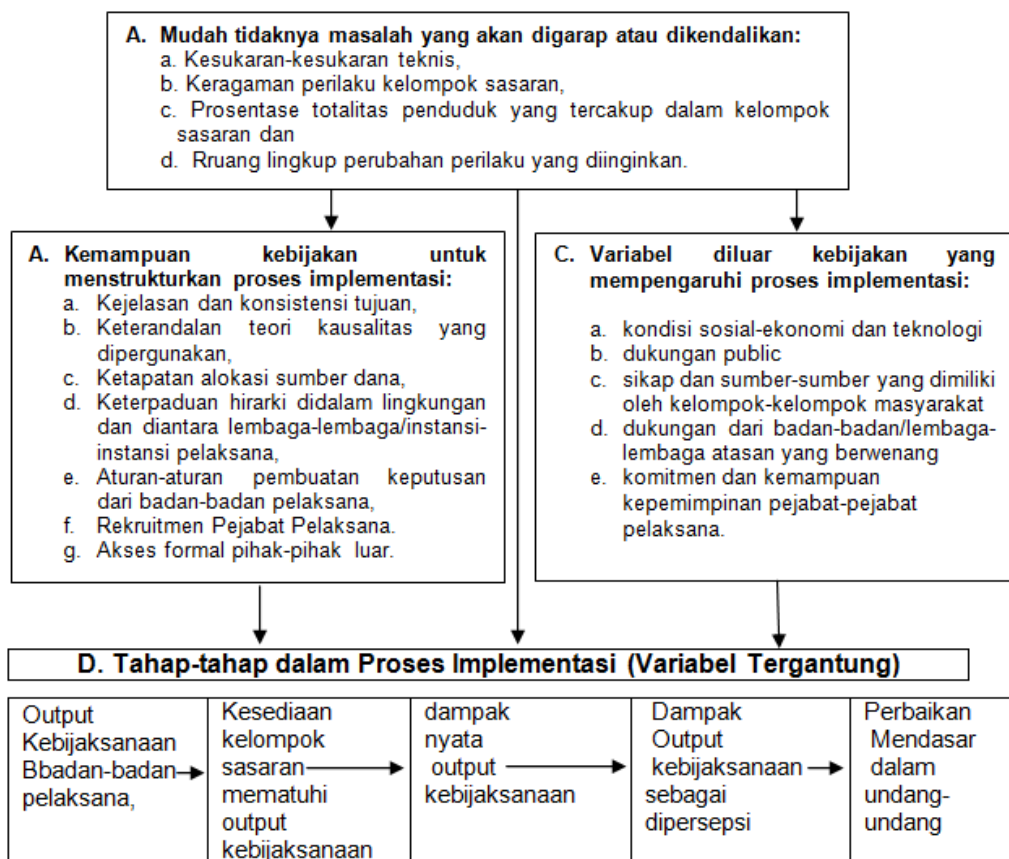 A. Mudah tidaknya masalah yang akan digarap atau dikendalikan:
a. Kesukaran-kesukaran teknis,
b. Keragaman perilaku kelompok sasaran,
c. Prosentase totalitas penduduk yang tercakup dalam kelompok
sasaran dan
d. Rruang lingkup perubahan perilaku yang diinginkan.
A. Kemampuan kebijakan untuk
menstrukturkan proses implementasi:
a. Kejelasan dan konsistensi tujuan,
b. Keterandalan teori kausalitas yang
dipergunakan,
c. Ketapatan alokasi sumber dana,
d. Keterpaduan hirarki didalam lingkungan
dan diantara lembaga-lembaga/instansi-
instansi pelaksana,
e. Aturan-aturan pembuatan keputusan
dari badan-badan pelaksana,
f. Rekruitmen Pejabat Pelaksana.
g. Akses formal pihak-pihak luar.
C. Variabel diluar kebijakan yang
mempengaruhi proses implementasi:
a. kondisi sosial-ekonomi dan teknologi
b. dukungan public
c. sikap dan sumber-sumber yang dimiliki
oleh kelompok-kelompok masyarakat
d. dukungan dari badan-badan/lembaga-
lembaga atasan yang berwenang
e. komitmen dan kemampuan
kepemimpinan pejabat-pejabat
pelaksana.
D. Tahap-tahap dalam Proses Implementasi (Variabel Tergantung)
Output
Kebijaksanaan
Bbadan-badan
pelaksana,
Kesediaan
kelompok
sasaran
mematuhi
output
kebijaksanaan
dampak
nyata
output
kebijaksanaan
Dampak
Output
kebijaksanaan
sebagai
dipersepsi
Perbaikan
Mendasar
dalam
undang-
undang